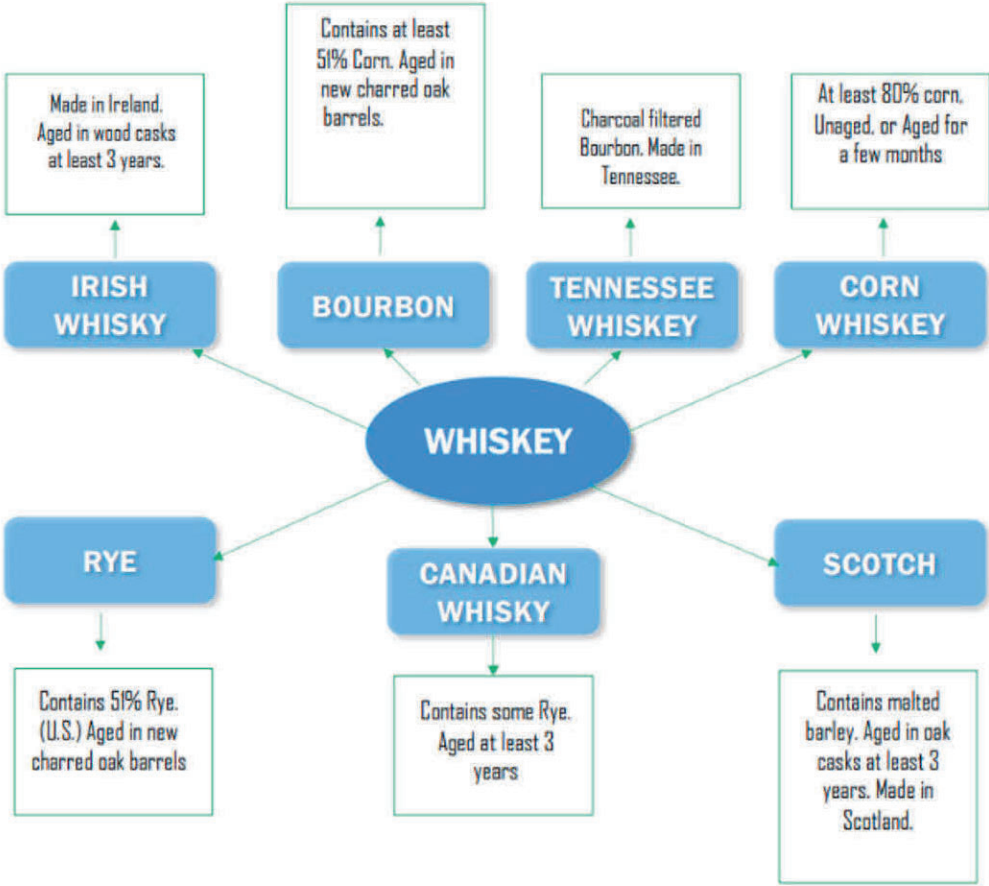 Made in Ireland.
Aged in wood casks
at least 3 years.
Contains at least
51% Corn. Aged in
new charred oak
barrels.
Charcoal filtered
Bourbon. Made in
Tennessee.
At least 80% corn.
Unaged, or Aged for
a few months
IRISH
WHISKY
BOURBON
TENNESSEE
WHISKEY
CORN
WHISKEY
WHISKEY
RYE
CANADIAN
WHISKY
SCOTCH
Contains 51% Rye.
(U.S.) Aged in new
charred oak barrels
Contains some Rye.
Aged at least 3
years
Contains malted
barley. Aged in oak
casks at least 3
years. Made in
Scotland.